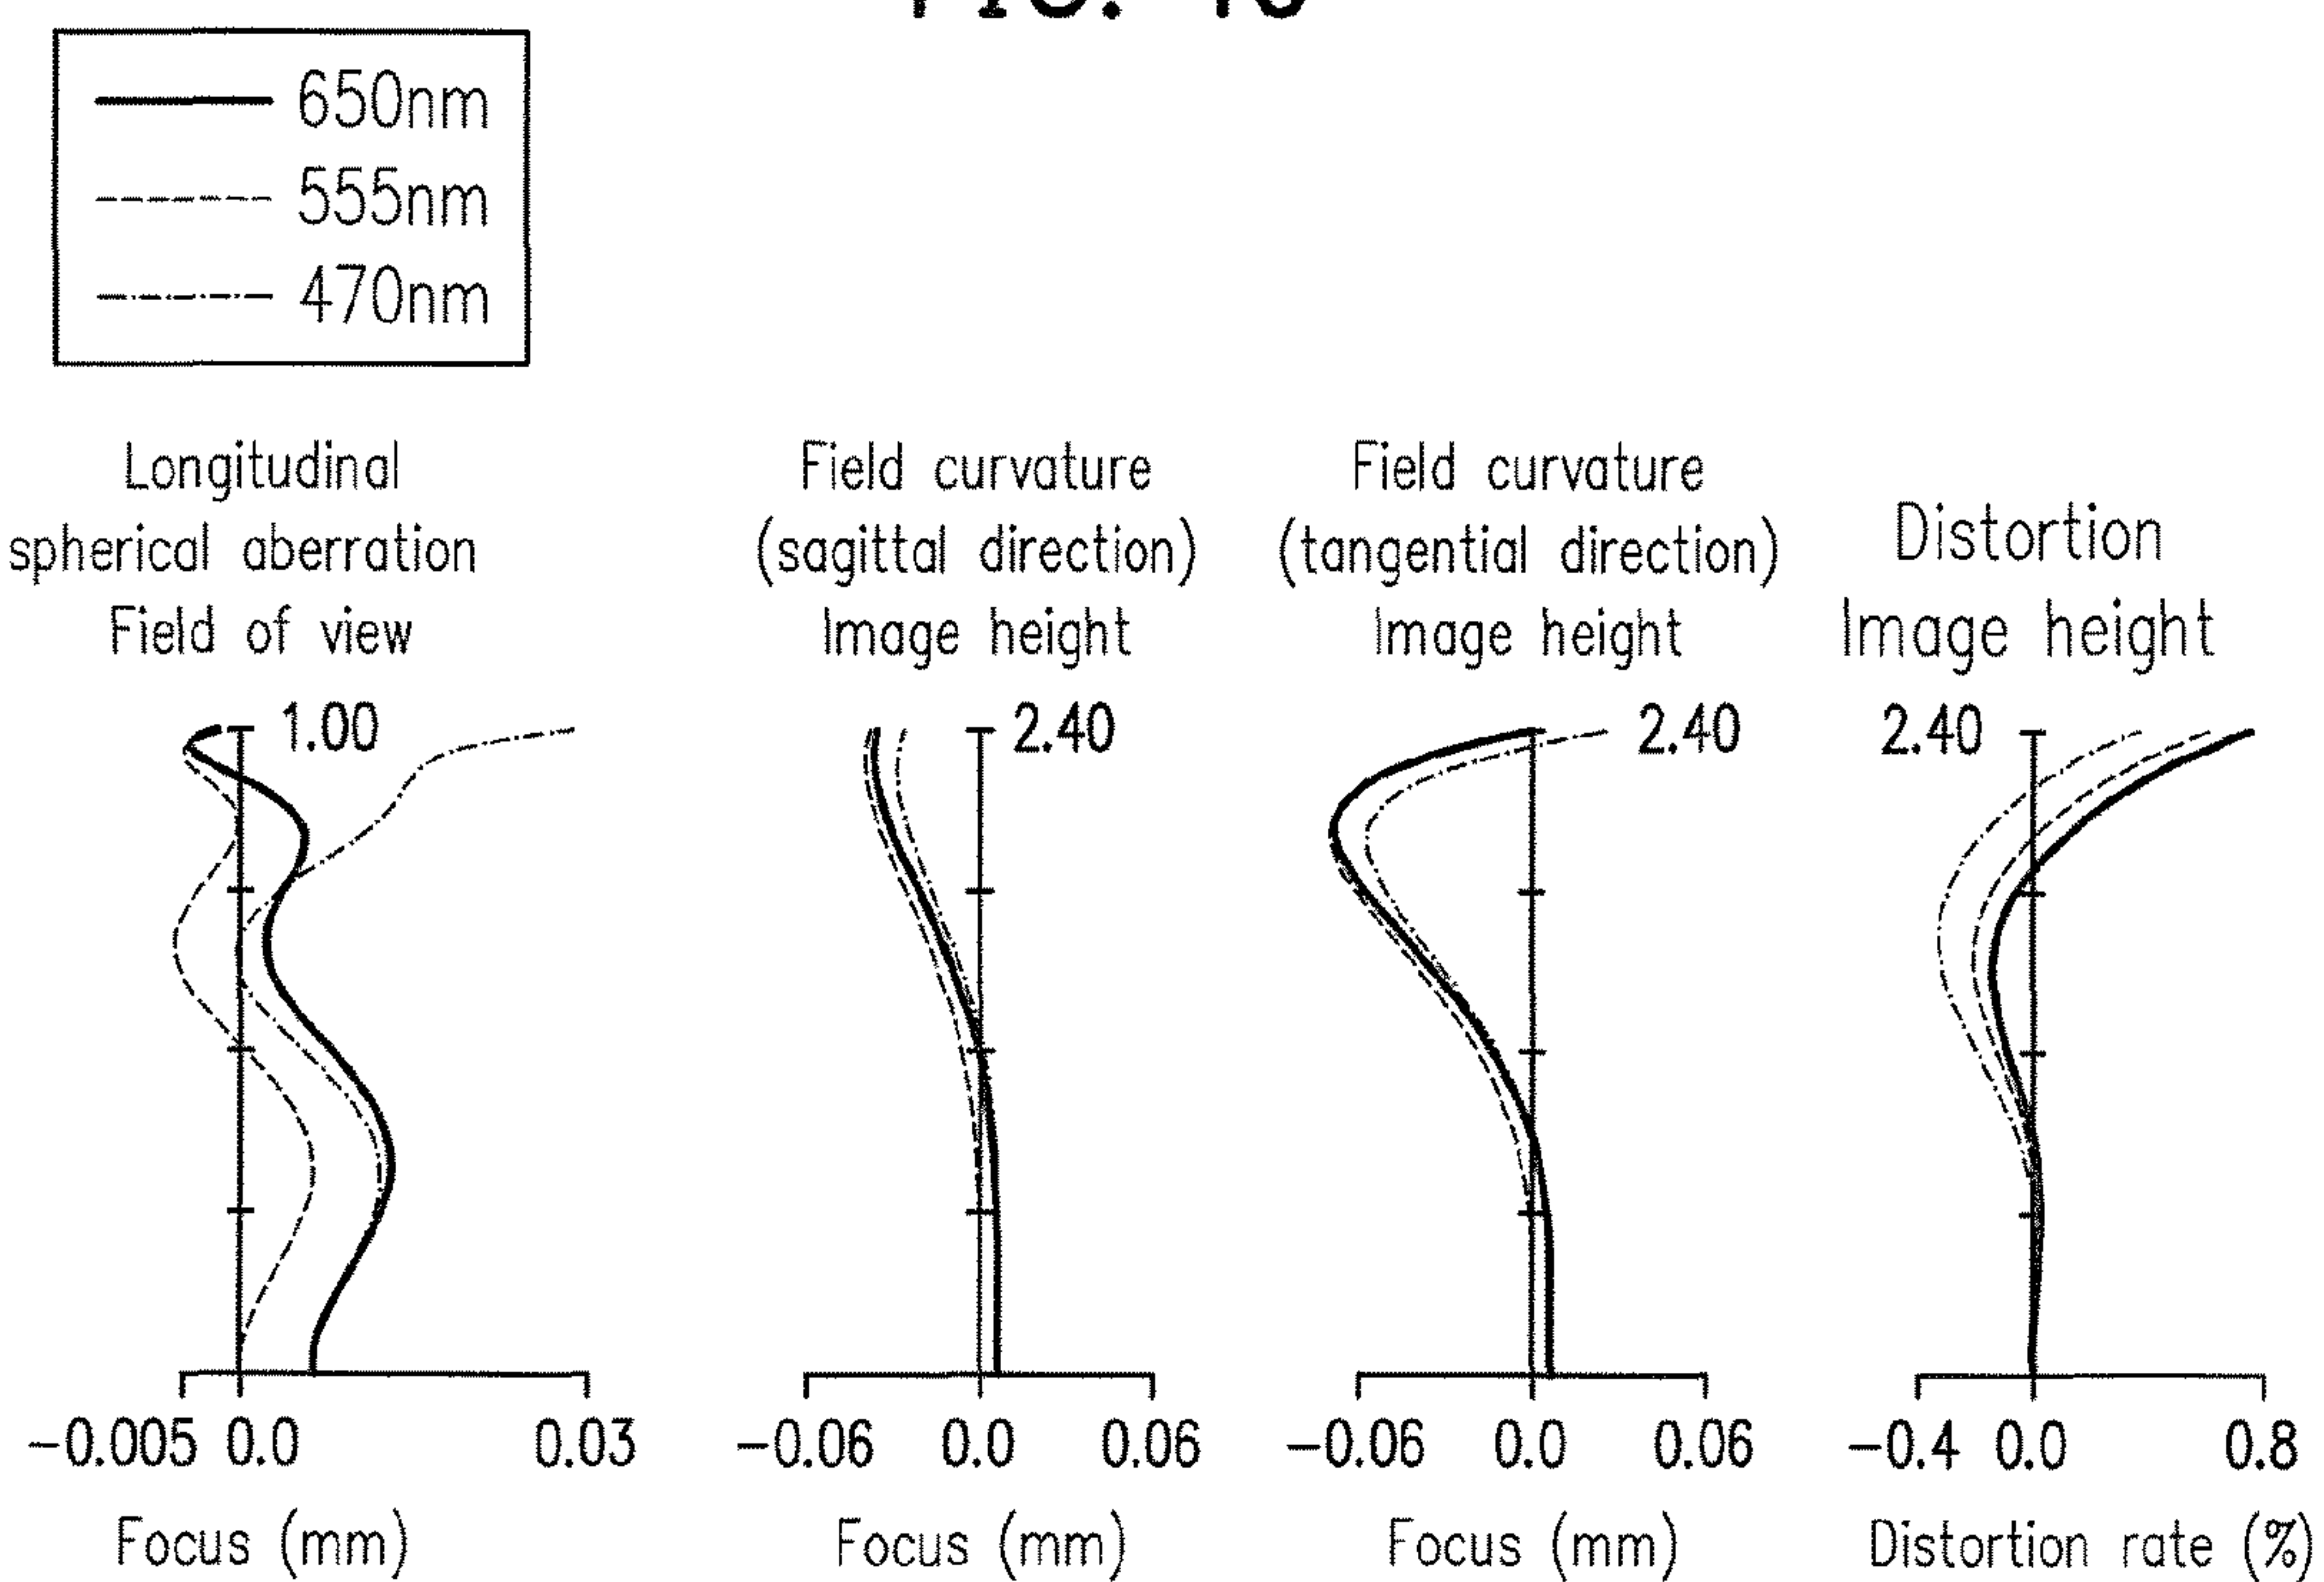 650nm
555nm
470nm
Longitudinal
spherical aberration
Field of view
1.00
-0.005 0.0 0.03
Focus (mm)
Field curvature
(sagittal direction)
Image height
2.40
-0.06 0.0 0.06
Focus (mm)
Field curvature
(tangential direction)
Image height
2.40
-0.06 0.0 0.06
Focus (mm)
Distortion
Image height
2.40
-0.4 0.0 0.8
Distortion rate (%)